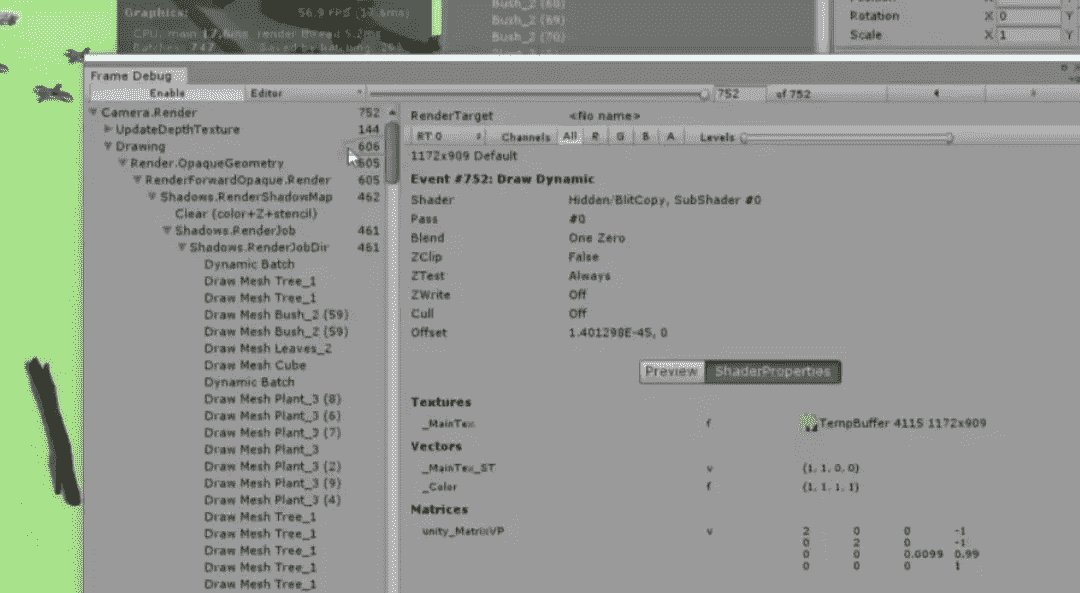 Graphics: 56.9 FPS (17.6ms)
CPU: main 17.6ms render thread 5.2ms
Batches: 747 Saved by batching:
Bush_2 (68)
Bush_2 (69)
Bush_2 (70)
Rotation X 0 Y
Scale X 1 Y
Frame Debug
Enable Editor 752 of 752
Camera.Render 752
UpdateDepthTexture 144
Drawing 606
Render.OpaqueGeometry 605
RenderForwardOpaque.Render 605
Shadows.RenderShadowMap 462
Clear (color+Z+stencil)
Shadows.RenderJob 461
Shadows.RenderJobDir 461
Dynamic Batch
Draw Mesh Tree_1
Draw Mesh Tree_1
Draw Mesh Bush_2 (59)
Draw Mesh Bush_2 (59)
Draw Mesh Leaves_2
Draw Mesh Cube
Dynamic Batch
Draw Mesh Plant_3 (8)
Draw Mesh Plant_3 (6)
Draw Mesh Plant_3 (7)
Draw Mesh Plant_3
Draw Mesh Plant_3 (2)
Draw Mesh Plant_3 (9)
Draw Mesh Plant_3 (4)
Draw Mesh Tree_1
Draw Mesh Tree_1
Draw Mesh Tree_1
Draw Mesh Tree_1
Draw Mesh Tree_1
RenderTarget <No name>
RT 0 Channels All R G B A Levels
1172x909 Default
Event #752: Draw Dynamic
Shader Hidden/BlitCopy, SubShader #0
Pass #0
Blend One Zero
ZClip False
ZTest Always
ZWrite Off
Cull Off
Offset 1.401298E-45, 0
Preview ShaderProperties
Textures
_MainTex f TempBuffer 4115 1172x909
Vectors
_MainTex_ST v (1, 1, 0, 0)
_Color f (1, 1, 1, 1)
Matrices
unity_MatrixVP v 2 0 0 -1
0 2 0 -1
0 0 0.0099 0.99
0 0 0 1